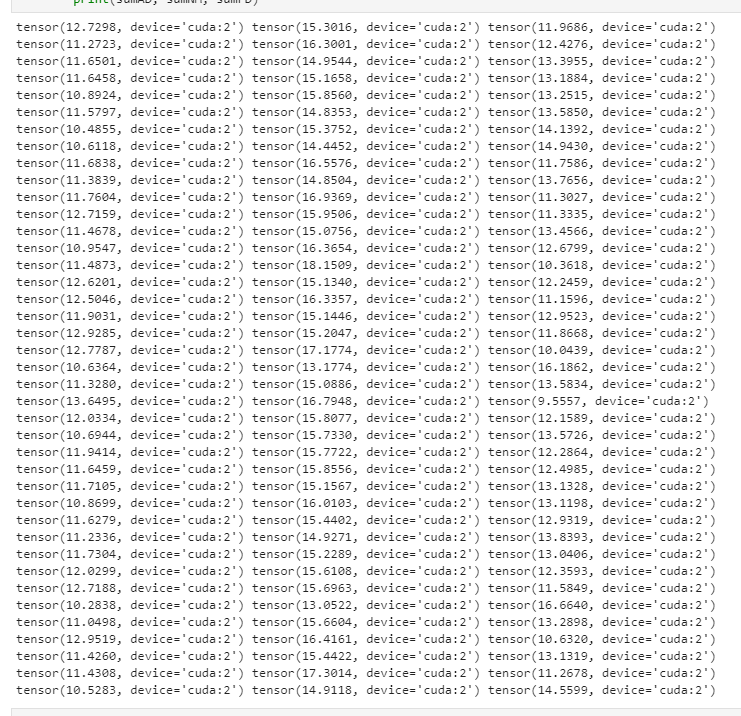 print(sumAD, sumNM, sumPD)
tensor(12.7298, device='cuda:2') tensor(15.3016, device='cuda:2') tensor(11.9686, device='cuda:2')
tensor(11.2723, device='cuda:2') tensor(16.3001, device='cuda:2') tensor(12.4276, device='cuda:2')
tensor(11.6501, device='cuda:2') tensor(14.9544, device='cuda:2') tensor(13.3955, device='cuda:2')
tensor(11.6458, device='cuda:2') tensor(15.1658, device='cuda:2') tensor(13.1884, device='cuda:2')
tensor(10.8924, device='cuda:2') tensor(15.8560, device='cuda:2') tensor(13.2515, device='cuda:2')
tensor(11.5797, device='cuda:2') tensor(14.8353, device='cuda:2') tensor(13.5850, device='cuda:2')
tensor(10.4855, device='cuda:2') tensor(15.3752, device='cuda:2') tensor(14.1392, device='cuda:2')
tensor(10.6118, device='cuda:2') tensor(14.4452, device='cuda:2') tensor(14.9430, device='cuda:2')
tensor(11.6838, device='cuda:2') tensor(16.5576, device='cuda:2') tensor(11.7586, device='cuda:2')
tensor(11.3839, device='cuda:2') tensor(14.8504, device='cuda:2') tensor(13.7656, device='cuda:2')
tensor(11.7604, device='cuda:2') tensor(16.9369, device='cuda:2') tensor(11.3027, device='cuda:2')
tensor(12.7159, device='cuda:2') tensor(15.9506, device='cuda:2') tensor(11.3335, device='cuda:2')
tensor(11.4678, device='cuda:2') tensor(15.0756, device='cuda:2') tensor(13.4566, device='cuda:2')
tensor(10.9547, device='cuda:2') tensor(16.3654, device='cuda:2') tensor(12.6799, device='cuda:2')
tensor(11.4873, device='cuda:2') tensor(18.1509, device='cuda:2') tensor(10.3618, device='cuda:2')
tensor(12.6201, device='cuda:2') tensor(15.1340, device='cuda:2') tensor(12.2459, device='cuda:2')
tensor(12.5046, device='cuda:2') tensor(16.3357, device='cuda:2') tensor(11.1596, device='cuda:2')
tensor(11.9031, device='cuda:2') tensor(15.1446, device='cuda:2') tensor(12.9523, device='cuda:2')
tensor(12.9285, device='cuda:2') tensor(15.2047, device='cuda:2') tensor(11.8668, device='cuda:2')
tensor(12.7787, device='cuda:2') tensor(17.1774, device='cuda:2') tensor(10.0439, device='cuda:2')
tensor(10.6364, device='cuda:2') tensor(13.1774, device='cuda:2') tensor(16.1862, device='cuda:2')
tensor(11.3280, device='cuda:2') tensor(15.0886, device='cuda:2') tensor(13.5834, device='cuda:2')
tensor(13.6495, device='cuda:2') tensor(16.7948, device='cuda:2') tensor(9.5557, device='cuda:2')
tensor(12.0334, device='cuda:2') tensor(15.8077, device='cuda:2') tensor(12.1589, device='cuda:2')
tensor(10.6944, device='cuda:2') tensor(15.7330, device='cuda:2') tensor(13.5726, device='cuda:2')
tensor(11.9414, device='cuda:2') tensor(15.7722, device='cuda:2') tensor(12.2864, device='cuda:2')
tensor(11.6459, device='cuda:2') tensor(15.8556, device='cuda:2') tensor(12.4985, device='cuda:2')
tensor(11.7105, device='cuda:2') tensor(15.1567, device='cuda:2') tensor(13.1328, device='cuda:2')
tensor(10.8699, device='cuda:2') tensor(16.0103, device='cuda:2') tensor(13.1198, device='cuda:2')
tensor(11.6279, device='cuda:2') tensor(15.4402, device='cuda:2') tensor(12.9319, device='cuda:2')
tensor(11.2336, device='cuda:2') tensor(14.9271, device='cuda:2') tensor(13.8393, device='cuda:2')
tensor(11.7304, device='cuda:2') tensor(15.2289, device='cuda:2') tensor(13.0406, device='cuda:2')
tensor(12.0299, device='cuda:2') tensor(15.6108, device='cuda:2') tensor(12.3593, device='cuda:2')
tensor(12.7188, device='cuda:2') tensor(15.6963, device='cuda:2') tensor(11.5849, device='cuda:2')
tensor(10.2838, device='cuda:2') tensor(13.0522, device='cuda:2') tensor(16.6640, device='cuda:2')
tensor(11.0498, device='cuda:2') tensor(15.6604, device='cuda:2') tensor(13.2898, device='cuda:2')
tensor(12.9519, device='cuda:2') tensor(16.4161, device='cuda:2') tensor(10.6320, device='cuda:2')
tensor(11.4260, device='cuda:2') tensor(15.4422, device='cuda:2') tensor(13.1319, device='cuda:2')
tensor(11.4308, device='cuda:2') tensor(17.3014, device='cuda:2') tensor(11.2678, device='cuda:2')
tensor(10.5283, device='cuda:2') tensor(14.9118, device='cuda:2') tensor(14.5599, device='cuda:2')